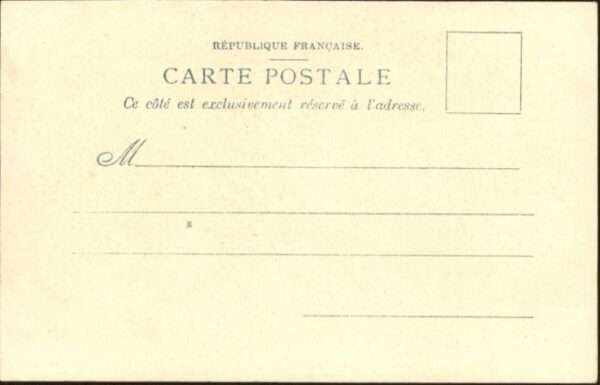 RÉPUBLIQUE FRANÇAISE.
CARTE POSTALE
Ce côté est exclusivement réservé à l'adresse.
M